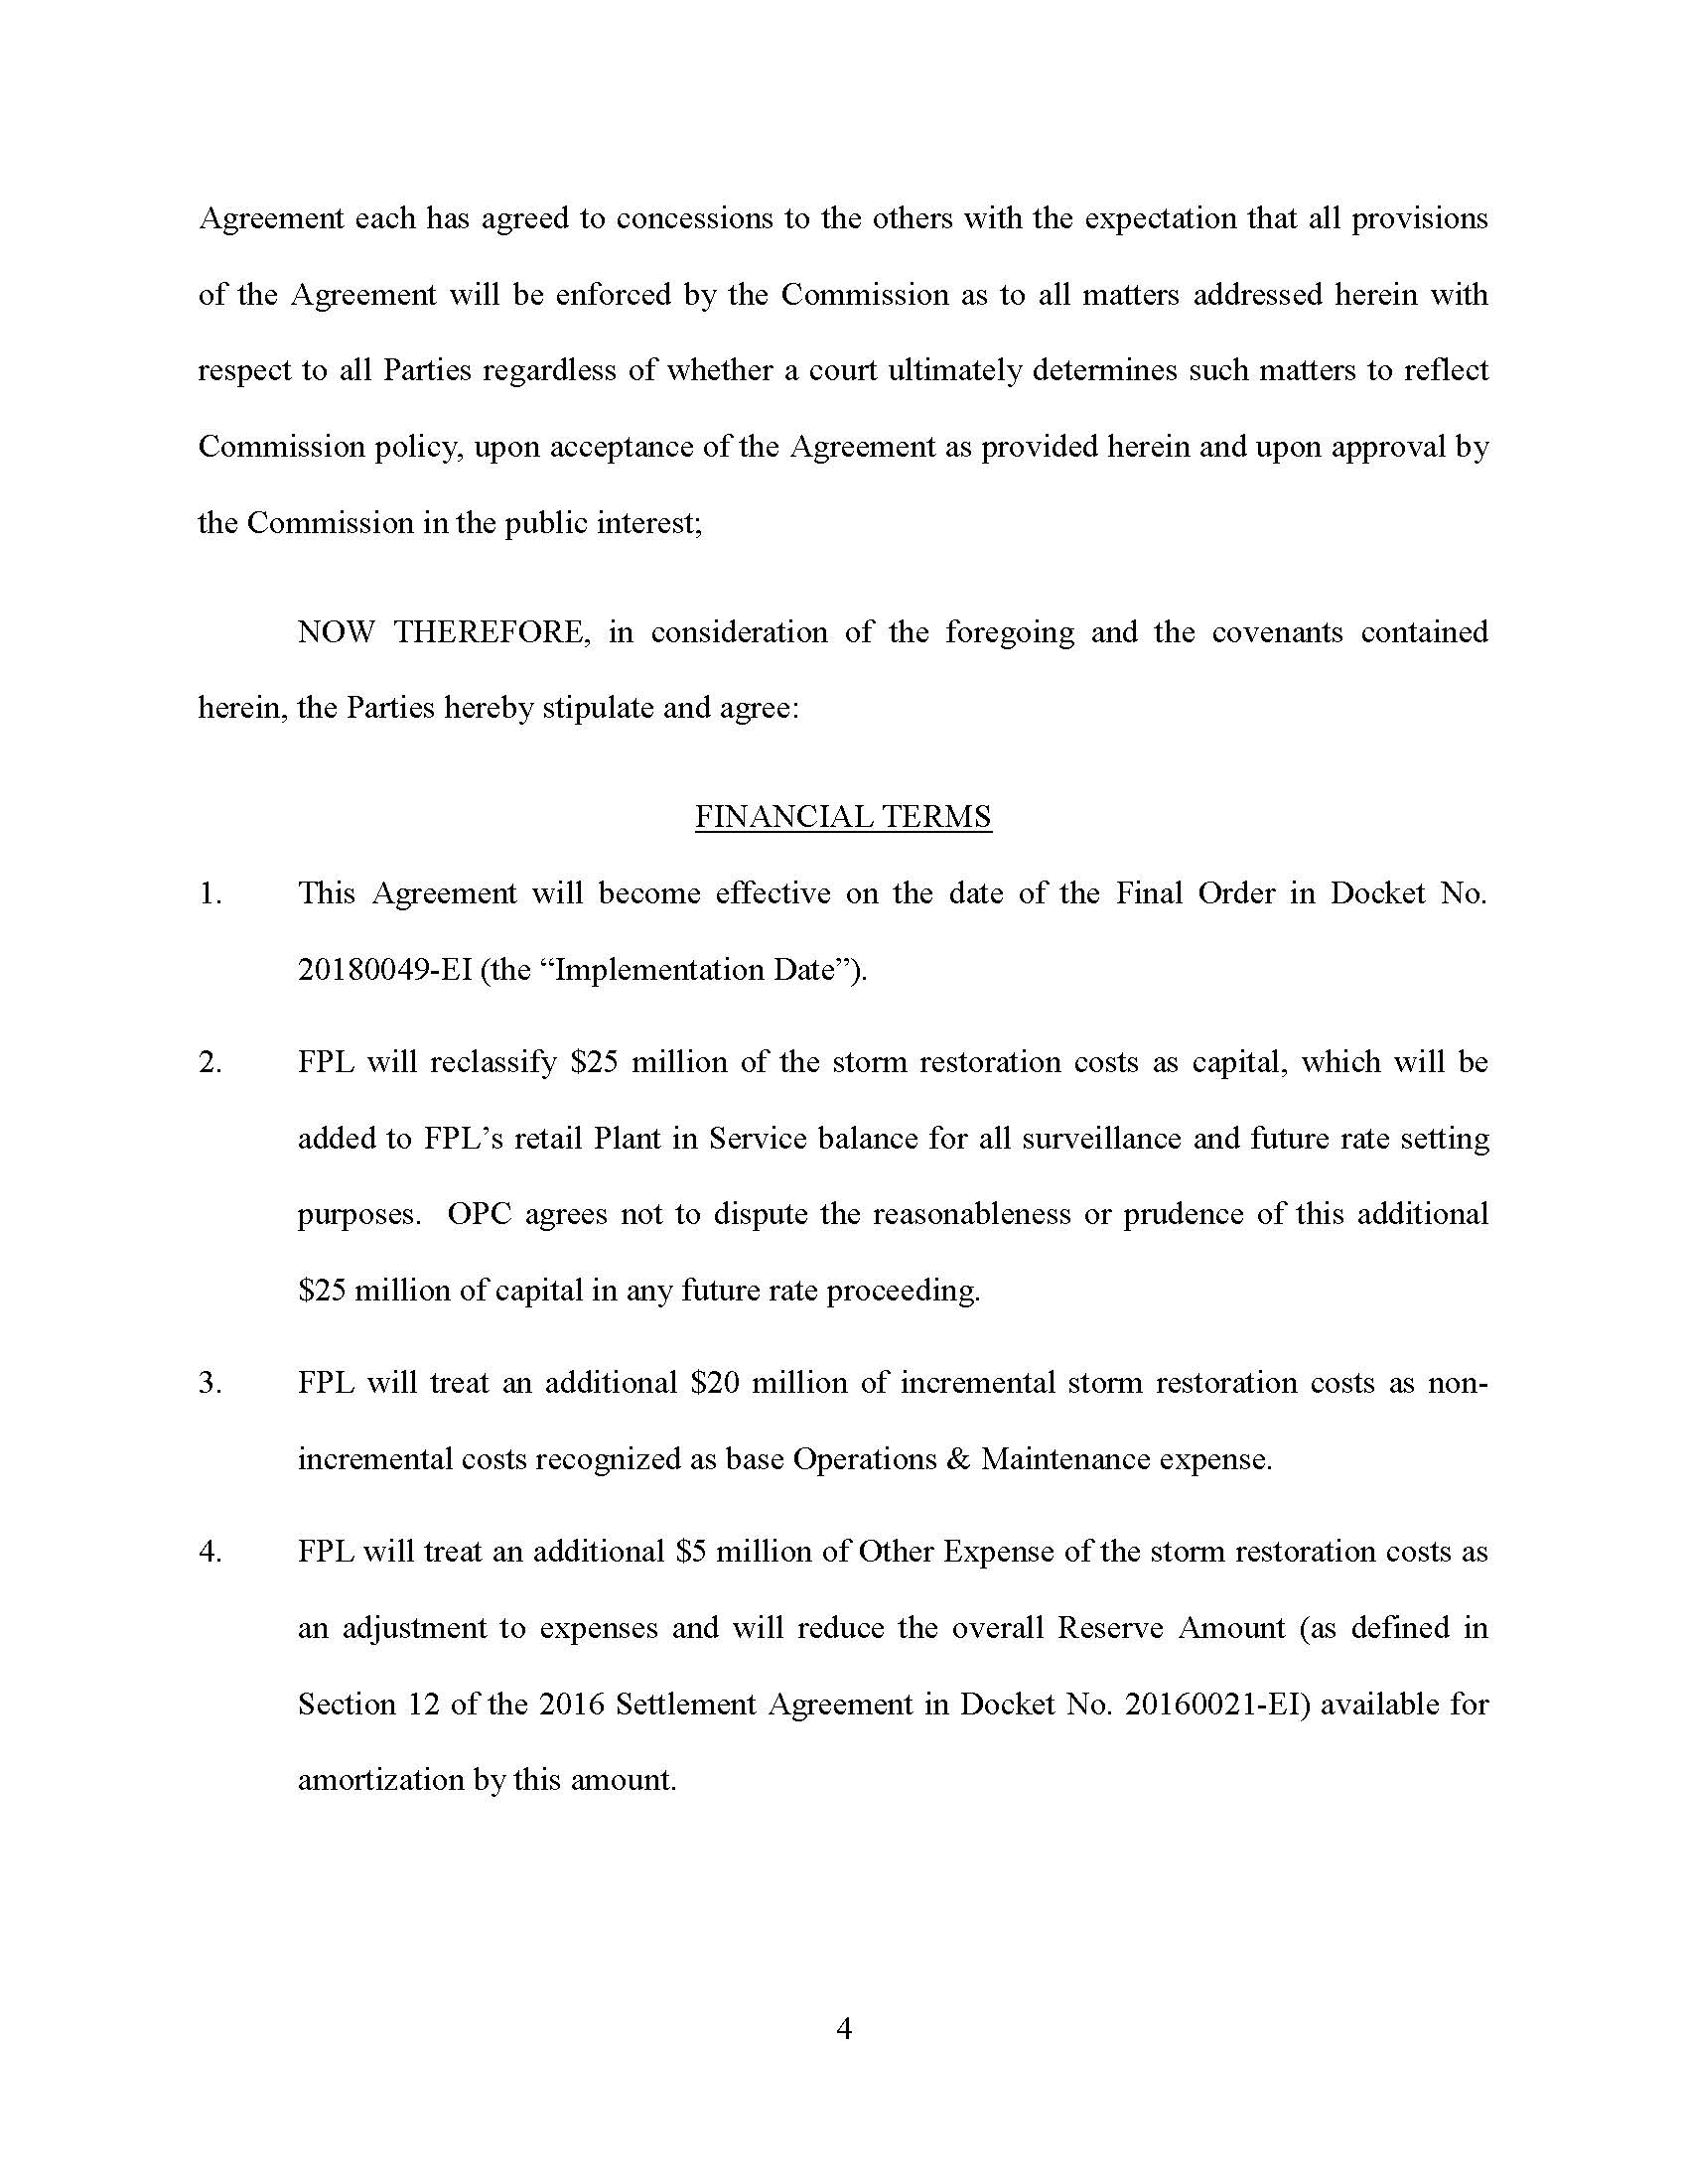 Agreement each has agreed to concessions to the others with the expectation that all provisions
of the Agreement will be enforced by the Commission as to all matters addressed herein with
respect to all Parties regardless of whether a court ultimately determines such matters to reflect
Commission policy, upon acceptance of the Agreement as provided herein and upon approval by
the Commission in the public interest;
NOW THEREFORE, in consideration of the foregoing and the covenants contained
herein, the Parties hereby stipulate and agree:
FINANCIAL TERMS
1. This Agreement will become effective on the date of the Final Order in Docket No.
20180049-EI (the “Implementation Date”).
2. FPL will reclassify $25 million of the storm restoration costs as capital, which will be
added to FPL’s retail Plant in Service balance for all surveillance and future rate setting
purposes. OPC agrees not to dispute the reasonableness or prudence of this additional
$25 million of capital in any future rate proceeding.
3. FPL will treat an additional $20 million of incremental storm restoration costs as non-
incremental costs recognized as base Operations & Maintenance expense.
4. FPL will treat an additional $5 million of Other Expense of the storm restoration costs as
an adjustment to expenses and will reduce the overall Reserve Amount (as defined in
Section 12 of the 2016 Settlement Agreement in Docket No. 20160021-EI) available for
amortization by this amount.
4